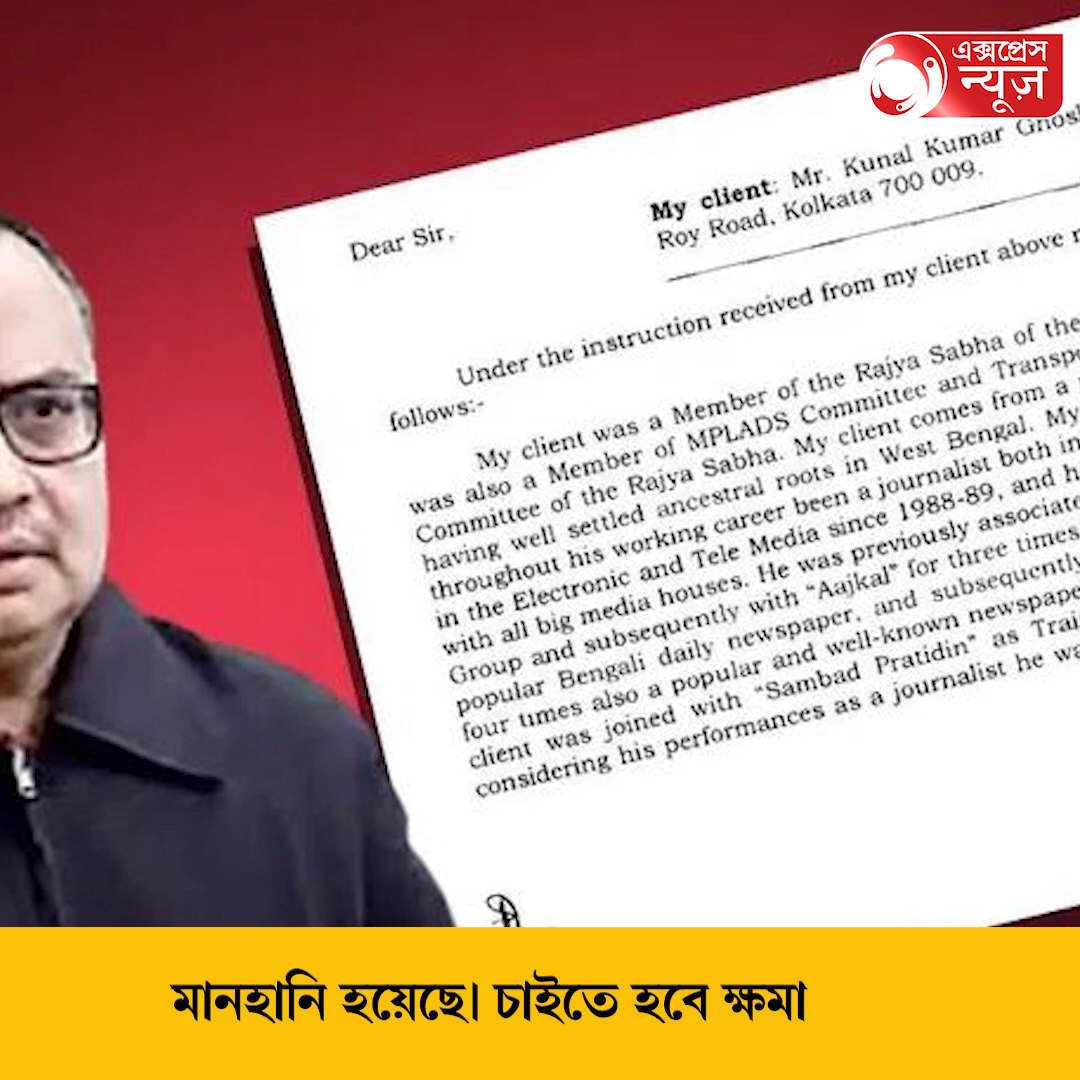 এক্সপ্রেস
ন্যূজ
My client: Mr. Kunal Kumar Ghosh
Roy Road, Kolkata 700 009.
Dear Sir,
Under the instruction received from my client above
follows:-
My client was a Member of the Rajya Sabha of the
was also a Member of MPLADS Committee and
Committee of the Rajya Sabha. My client comes from a
having well settled ancestral roots in West Bengal. My
throughout his working career been a journalist both in
in the Electronic and Tele Media since 1988-89, and
with all big media houses. He was previously
Group and subsequently with "Aajkal" for three times
popular Bengali daily newspaper, and subsequently
four times also a popular and well-known
client was joined with "Sambad Pratidin" as
considering his performances as a journalist he
মানহানি হয়েছে। চাইতে হবে ক্ষমা